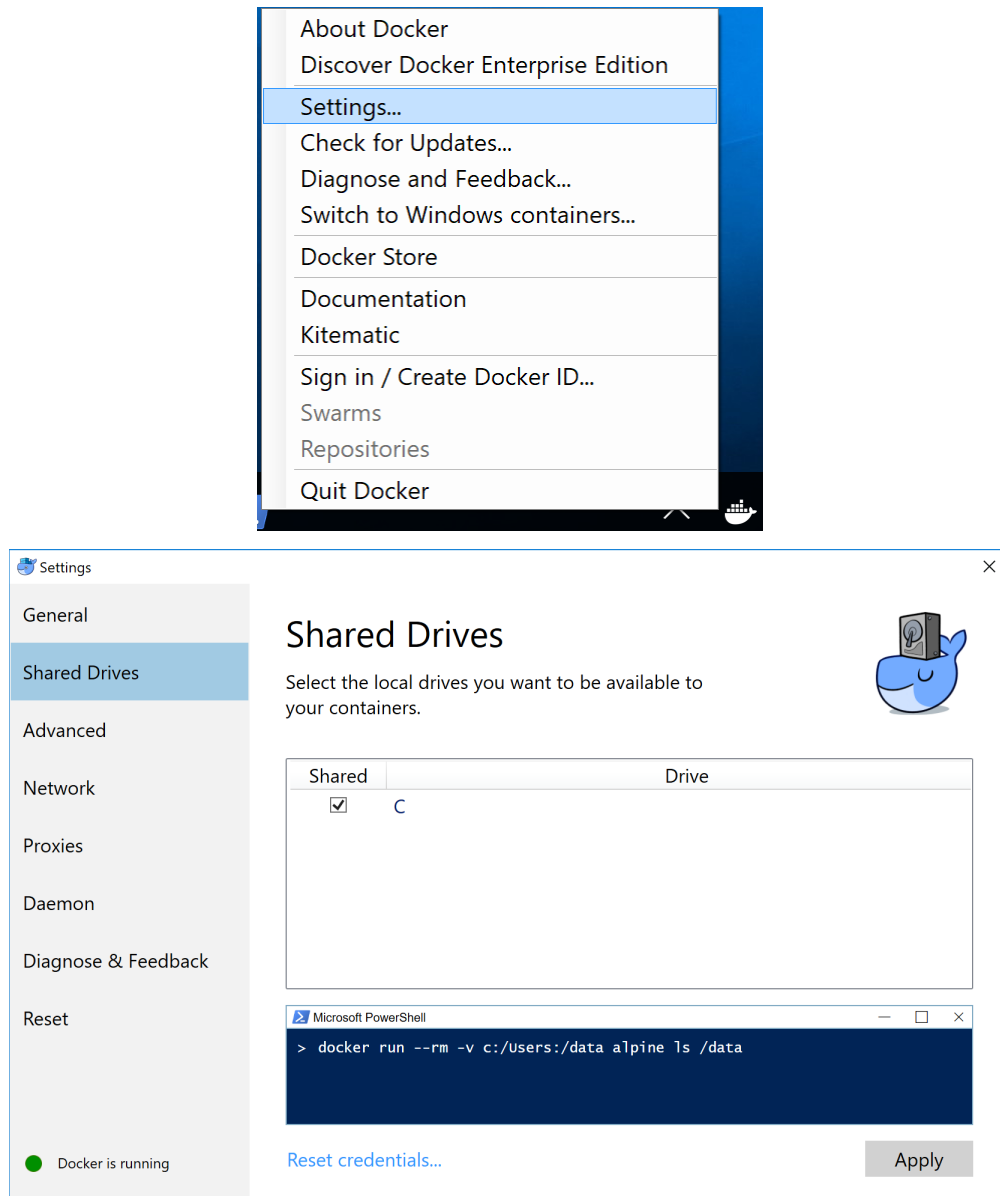 About Docker
Discover Docker Enterprise Edition
Settings...
Check for Updates...
Diagnose and Feedback...
Switch to Windows containers...
Docker Store
Documentation
Kitematic
Sign in / Create Docker ID...
Swarms
Repositories
Quit Docker
Settings
General
Shared Drives
Advanced
Network
Proxies
Daemon
Diagnose & Feedback
Reset
Docker is running
Shared Drives
Select the local drives you want to be available to
your containers.
Shared Drive
C
Microsoft PowerShell
> docker run --rm -v c:/Users:/data alpine ls /data
Reset credentials...
Apply